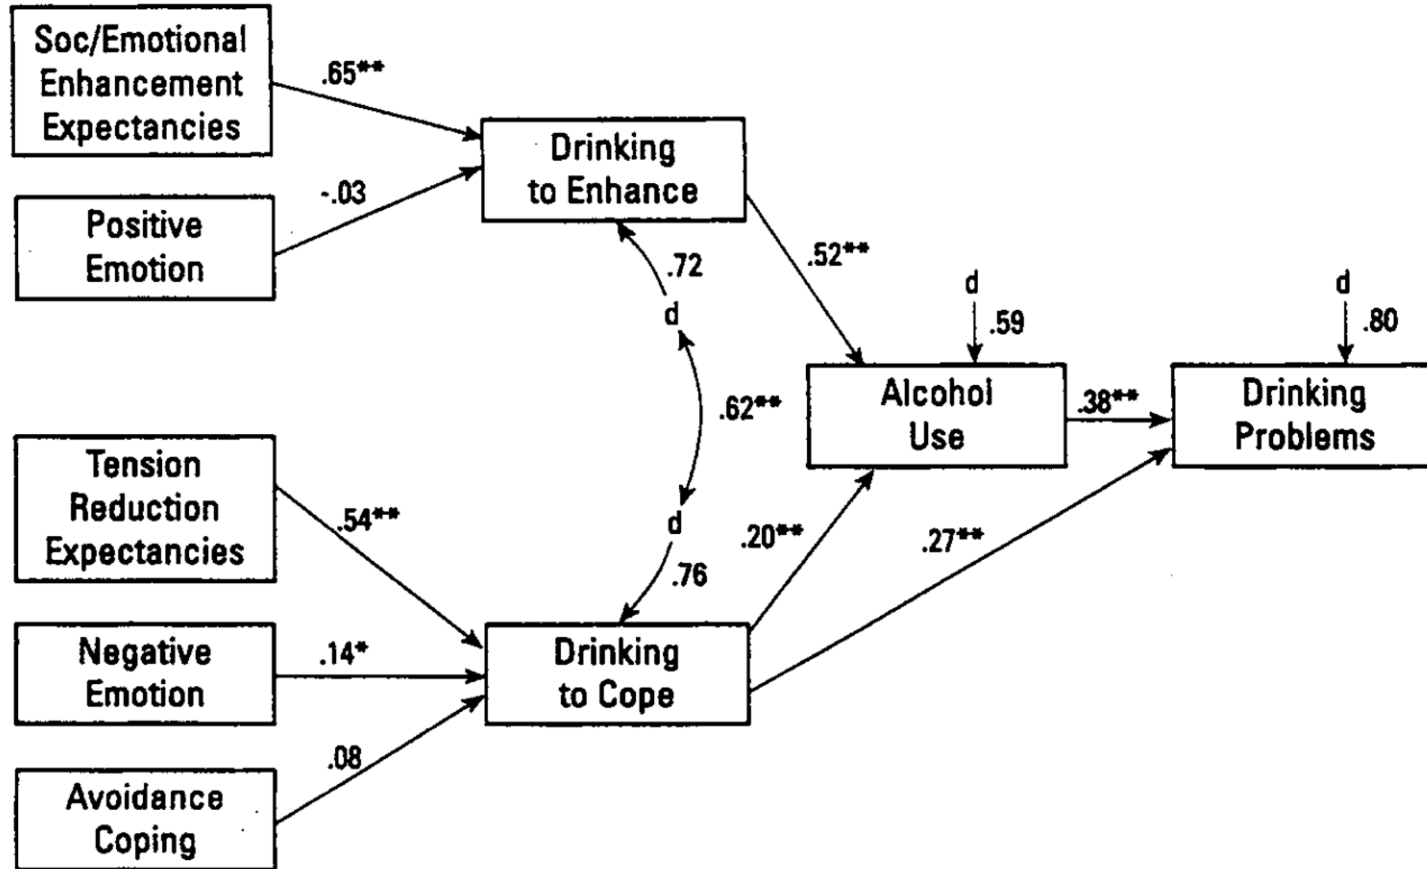 Soc/Emotional
Enhancement
Expectancies
.65**
Drinking
to Enhance
-.03
Positive
Emotion
.52**
.72
d
d
d
.59
.80
.62**
Alcohol
Use
.38**
Drinking
Problems
Tension
Reduction
Expectancies
.54**
d
.20**
.27**
.76
Negative
Emotion
.14*
Drinking
to Cope
.08
Avoidance
Coping